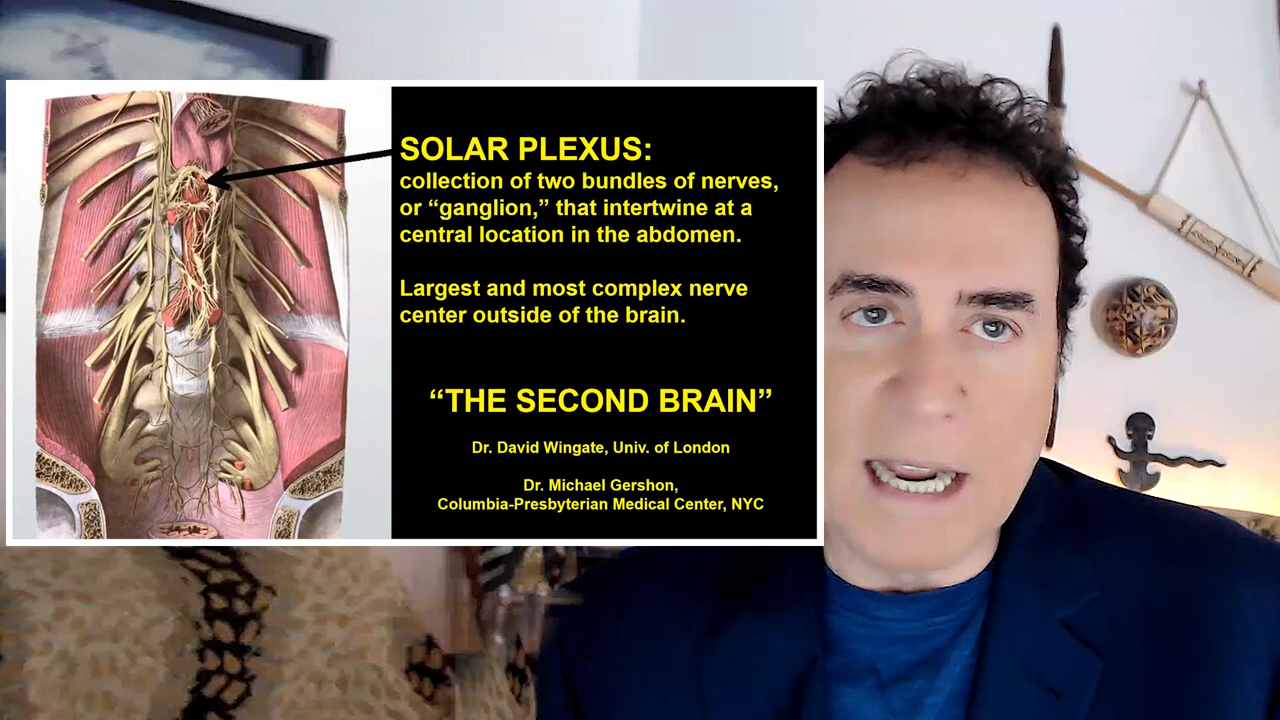 SOLAR PLEXUS:
collection of two bundles of nerves,
or “ganglion,” that intertwine at a
central location in the abdomen.
Largest and most complex nerve
center outside of the brain.
“THE SECOND BRAIN”
Dr. David Wingate, Univ. of London
Dr. Michael Gershon,
Columbia-Presbyterian Medical Center, NYC